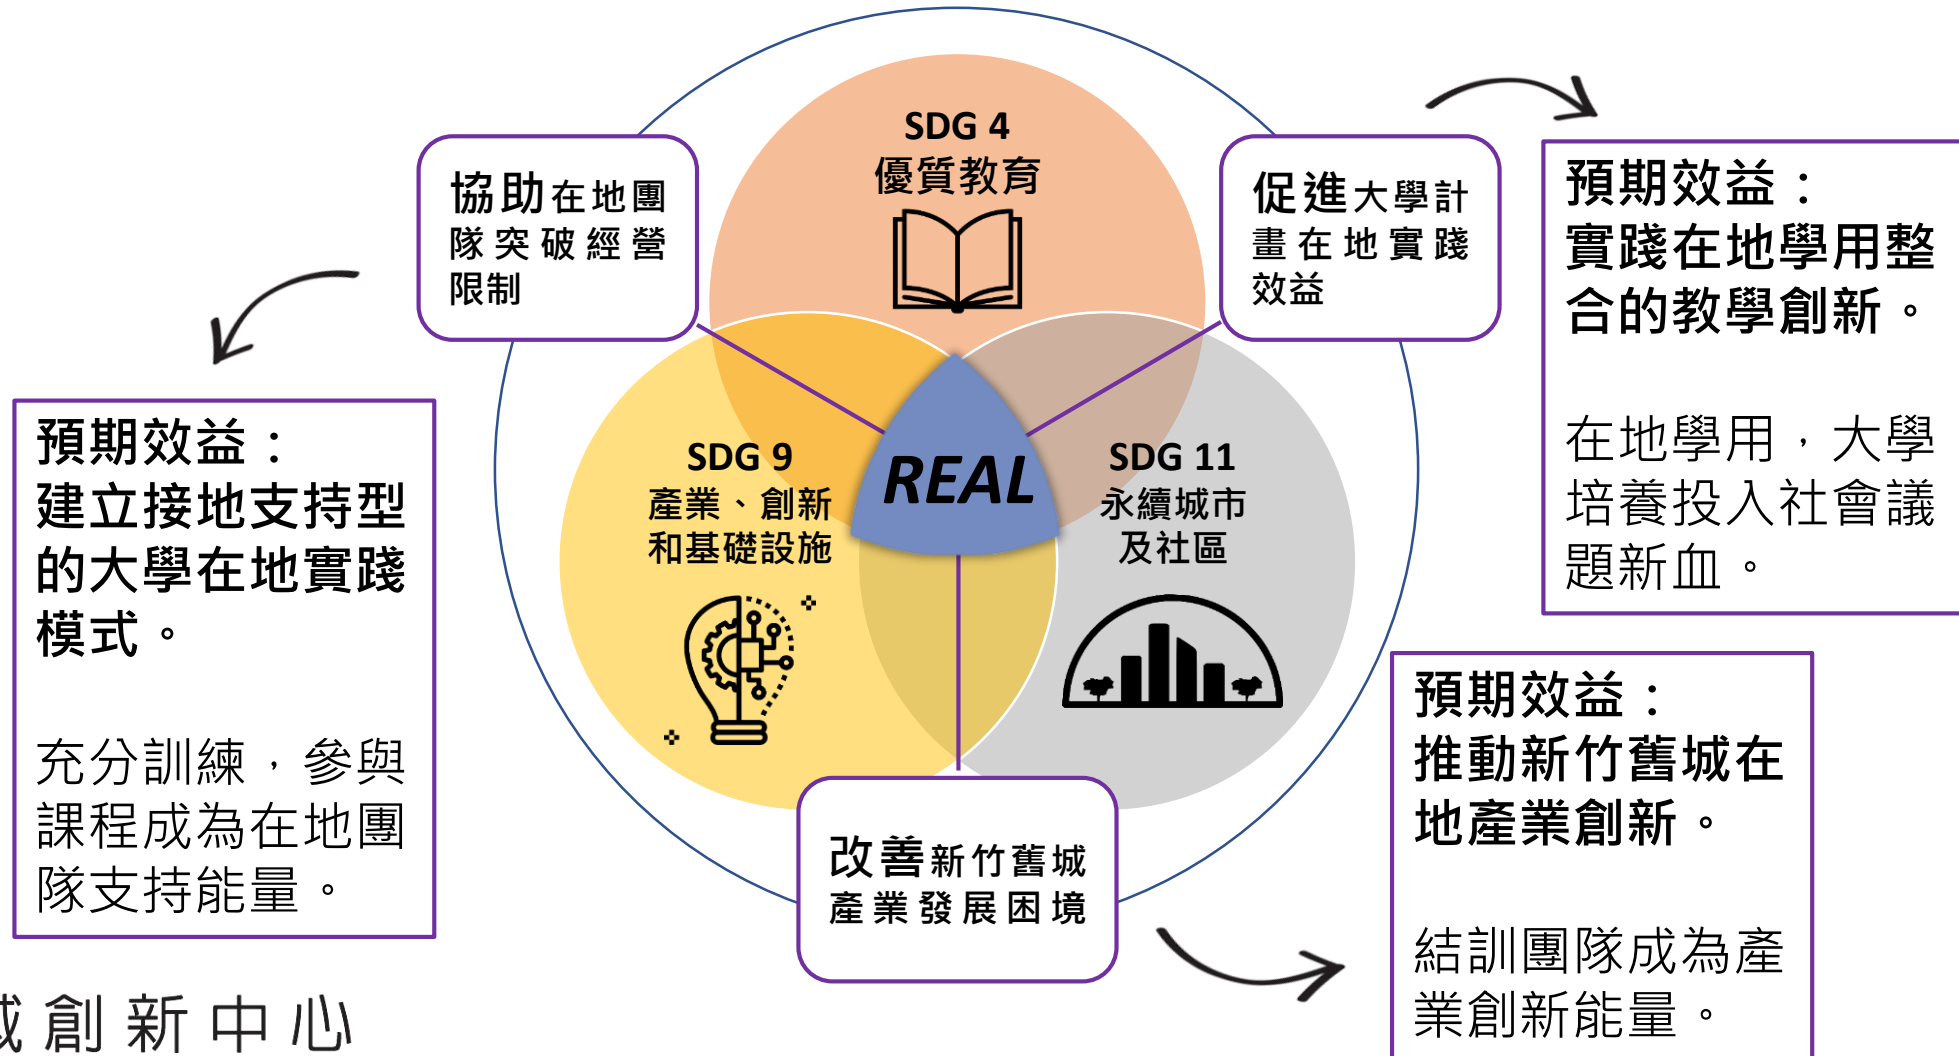 SDG 4
優質教育
協助在地團
隊突破經營
限制
促進大學計
畫在地實踐
效益
預期效益：
實踐在地學用整
合的教學創新。
在地學用，大學
培養投入社會議
題新血。
預期效益：
建立接地支持型
的大學在地實踐
模式。
充分訓練，參與
課程成為在地團
隊支持能量。
SDG 9
產業、創新
和基礎設施
REAL
SDG 11
永續城市
及社區
改善新竹舊城
產業發展困境
預期效益：
推動新竹舊城在
地產業創新。
結訓團隊成為產
業創新能量。
創新中心